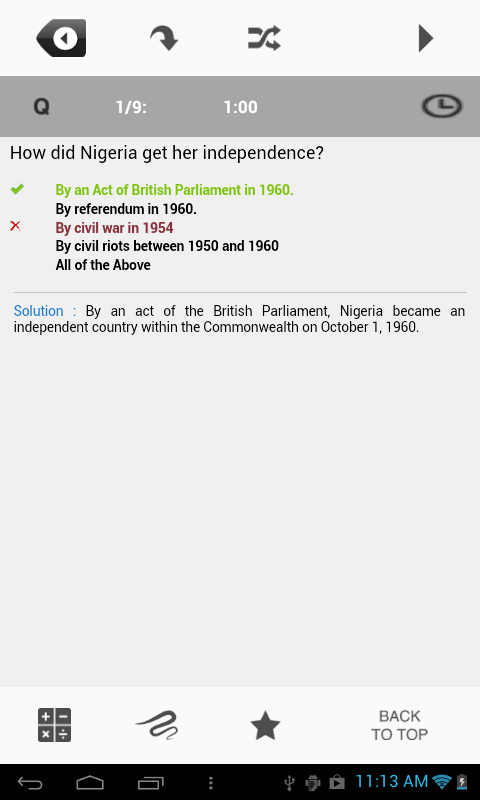 Q 1/9: 1:00
How did Nigeria get her independence?
By an Act of British Parliament in 1960.
By referendum in 1960.
By civil war in 1954
By civil riots between 1950 and 1960
All of the Above
Solution : By an act of the British Parliament, Nigeria became an
independent country within the Commonwealth on October 1, 1960.
BACK
TO TOP
11:13 AM